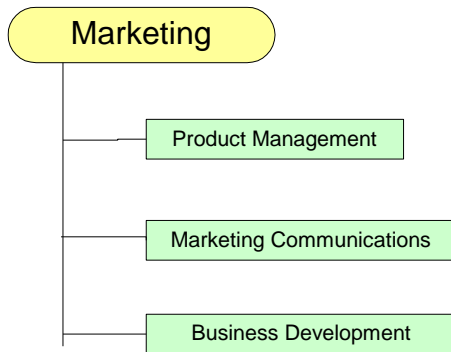 Marketing
Product Management
Marketing Communications
Business Development